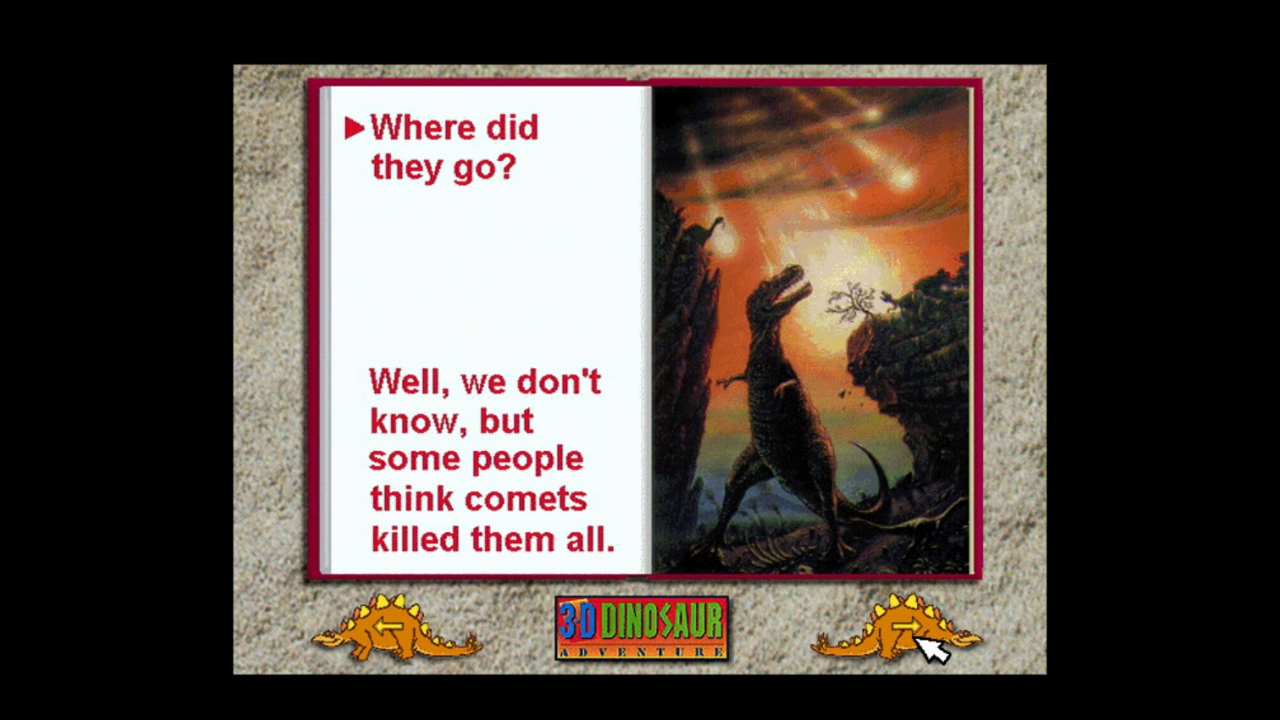 Where did
they go?
Well, we don't
know, but
some people
think comets
killed them all.
3-D DINOSAUR
ADVENTURE